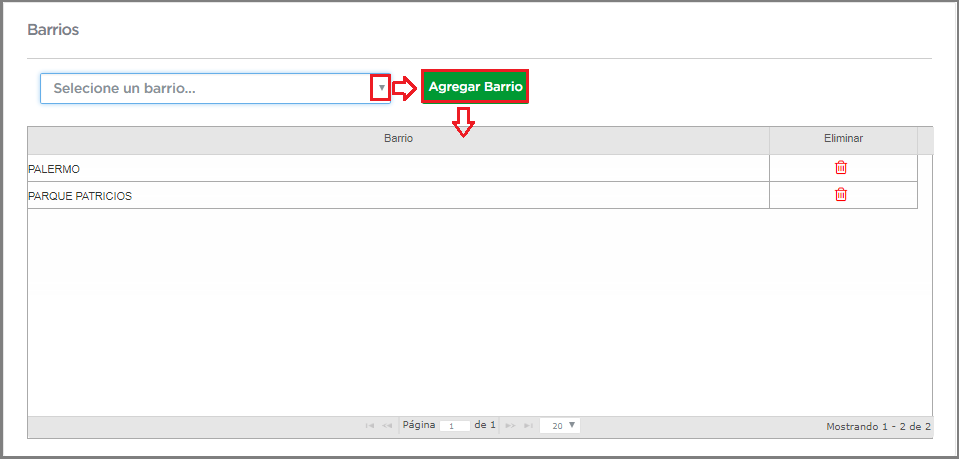 Barrios
Selecione un barrio...
Agregar Barrio
Barrio Eliminar
PALERMO
PARQUE PATRICIOS
Página 1 de 1 20 Mostrando 1 - 2 de 2